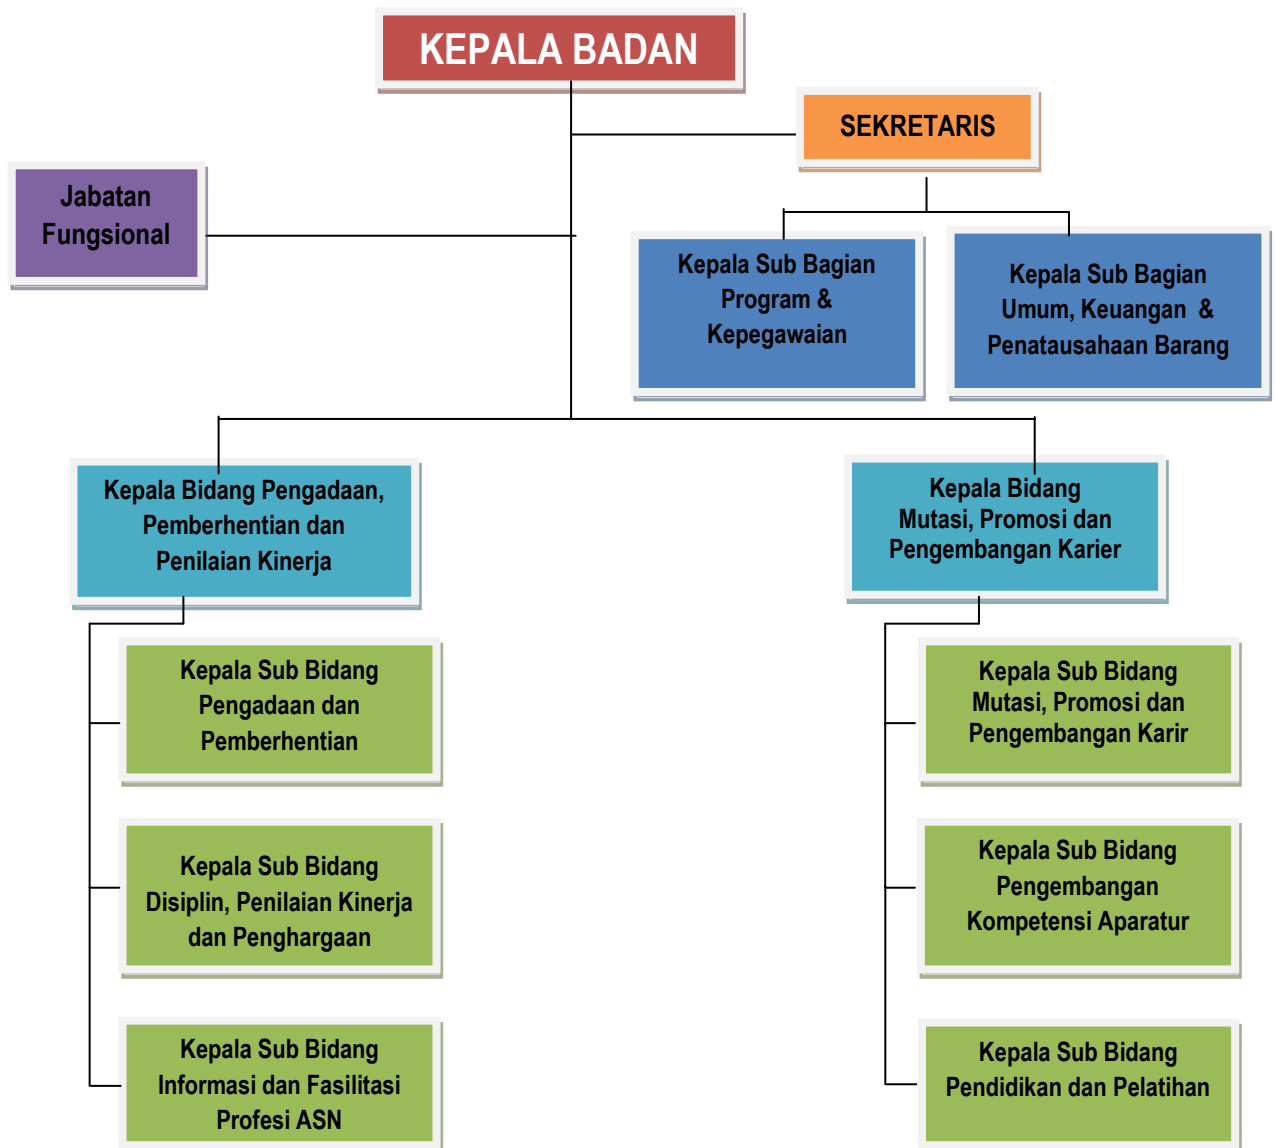 KEPALA BADAN
SEKRETARIS
Jabatan
Fungsional
Kepala Sub Bagian
Program &
Kepegawaian
Kepala Sub Bagian
Umum, Keuangan &
Penatausahaan Barang
Kepala Bidang Pengadaan,
Pemberhentian dan
Penilaian Kinerja
Kepala Bidang
Mutasi, Promosi dan
Pengembangan Karier
Kepala Sub Bidang
Pengadaan dan
Pemberhentian
Kepala Sub Bidang
Mutasi, Promosi dan
Pengembangan Karir
Kepala Sub Bidang
Disiplin, Penilaian Kinerja
dan Penghargaan
Kepala Sub Bidang
Pengembangan
Kompetensi Aparatur
Kepala Sub Bidang
Informasi dan Fasilitasi
Profesi ASN
Kepala Sub Bidang
Pendidikan dan Pelatihan